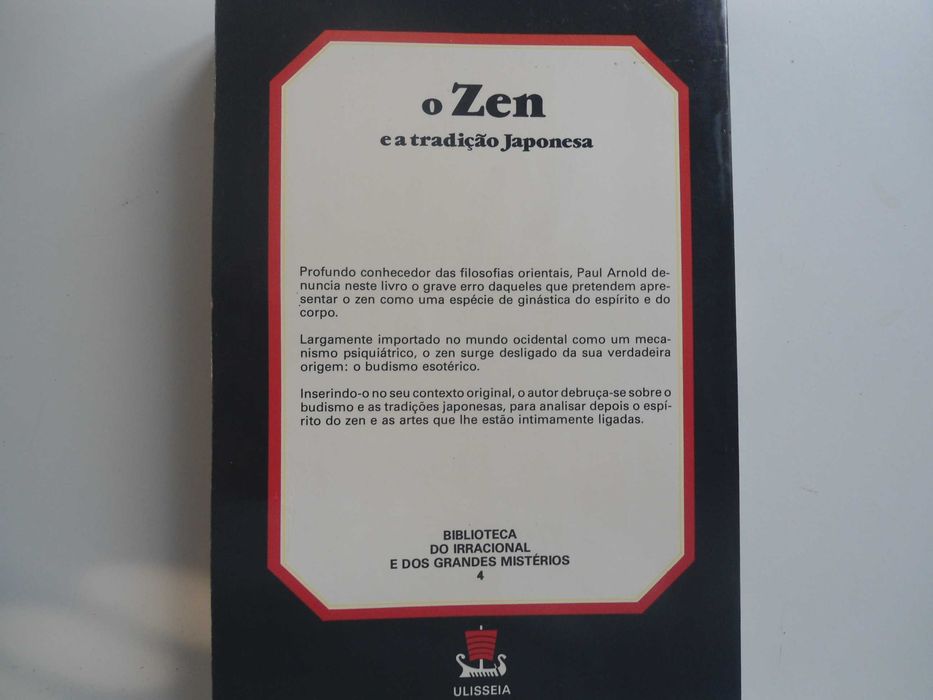 o Zen
e a tradição Japonesa
Profundo conhecedor das filosofias orientais, Paul Arnold de-
nuncia neste livro o grave erro daqueles que pretendem apre-
sentar o zen como uma espécie de ginástica do espírito e do
corpo.
Largamente importado no mundo ocidental como um meca-
nismo psiquiátrico, o zen surge desligado da sua verdadeira
origem: o budismo esotérico.
Inserindo-o no seu contexto original, o autor debruça-se sobre o
budismo e as tradições japonesas, para analisar depois o espí-
rito do zen e as artes que lhe estão intimamente ligadas.
BIBLIOTECA
DO IRRACIONAL
E DOS GRANDES MISTÉRIOS
4
ULISSEIA